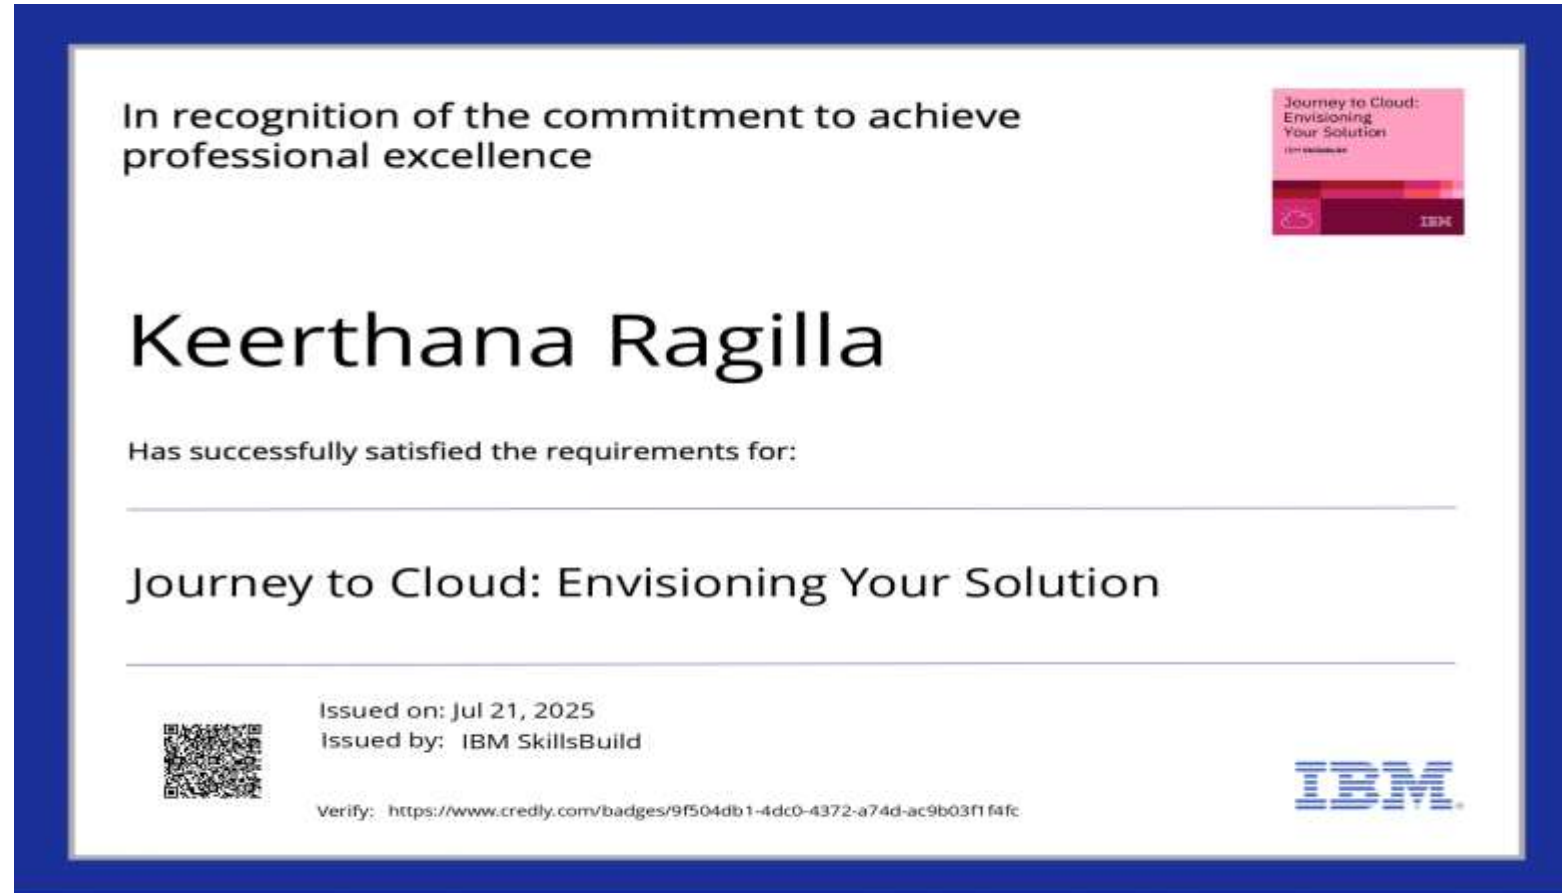 In recognition of the commitment to achieve
professional excellence
Journey to Cloud:
Envisioning
Your Solution
IBM SkillsBuild
IBM
Keerthana Ragilla
Has successfully satisfied the requirements for:
Journey to Cloud: Envisioning Your Solution
Issued on: Jul 21, 2025
Issued by: IBM SkillsBuild
Verify: https://www.credly.com/badges/9f504db1-4dc0-4372-a74d-ac9b03f1f4fc
IBM.